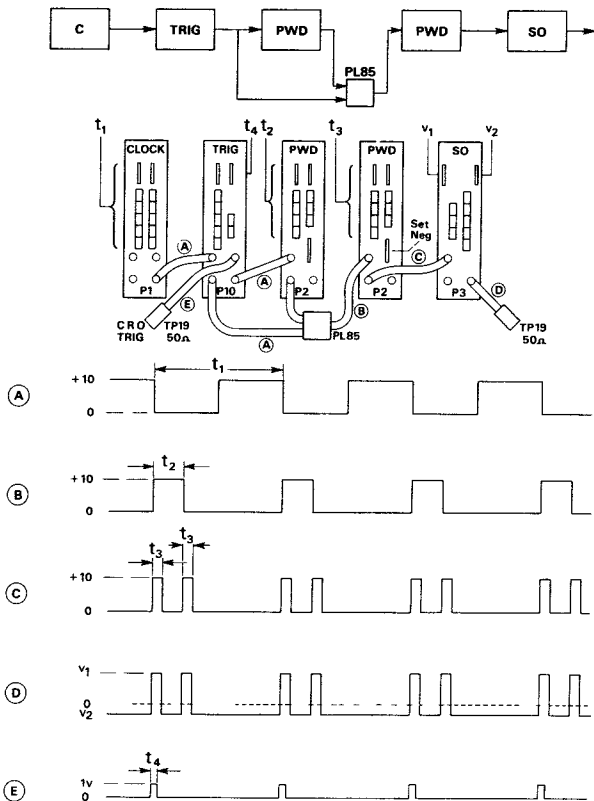 C TRIG PWD PWD SO
PL85
t1 t4 t2 t3 v1 v2
CLOCK TRIG PWD PWD SO
Set
Neg
A A E C D
P1 P10 P2 P2 P3
B
CRO TP19 PL85 TP19
TRIG 50Ω 50Ω
A
t1
+10
A
0
t2
+10
B
0
t3
t3
+10
C
0
V1
D
0
V2
t4
1v
E
0